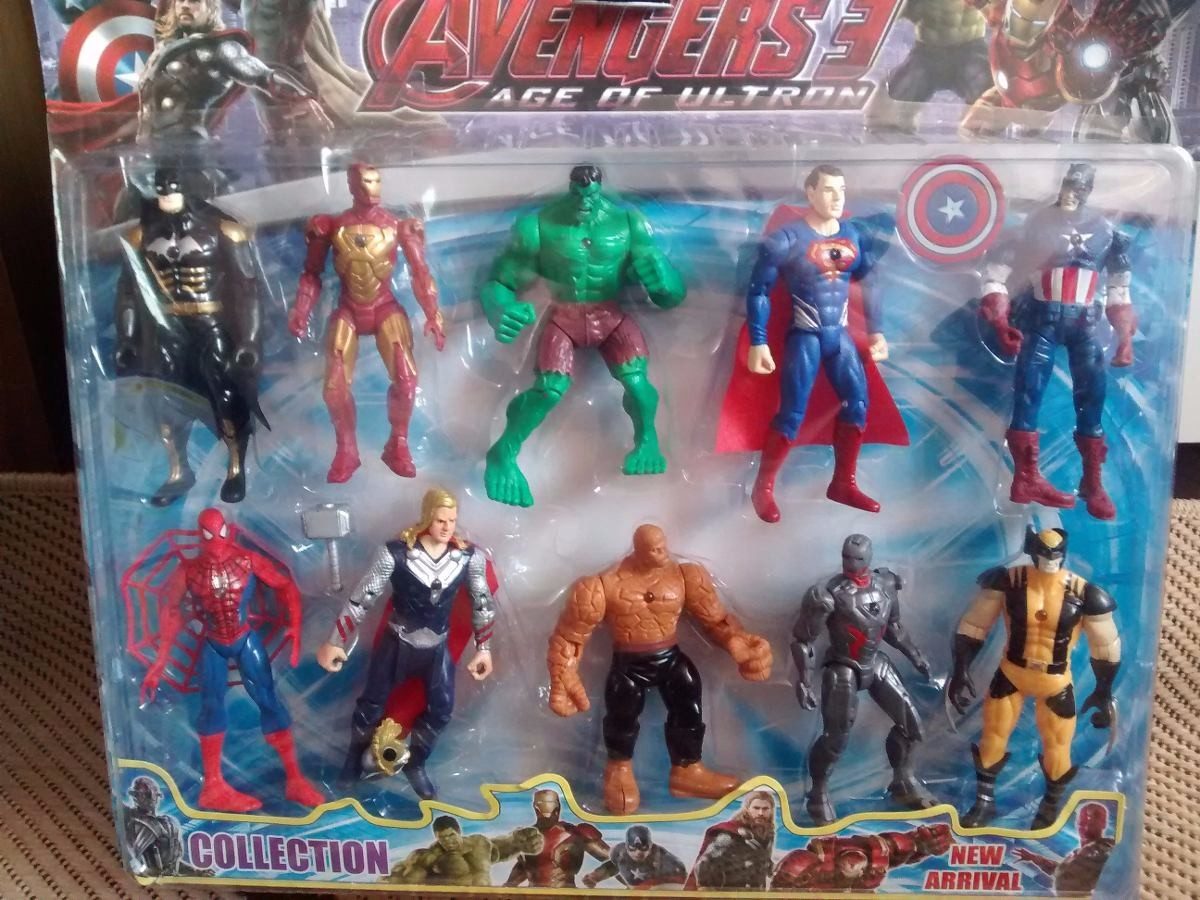 AVENGERS 3
AGE OF ULTRON
COLLECTION
NEW
ARRIVAL